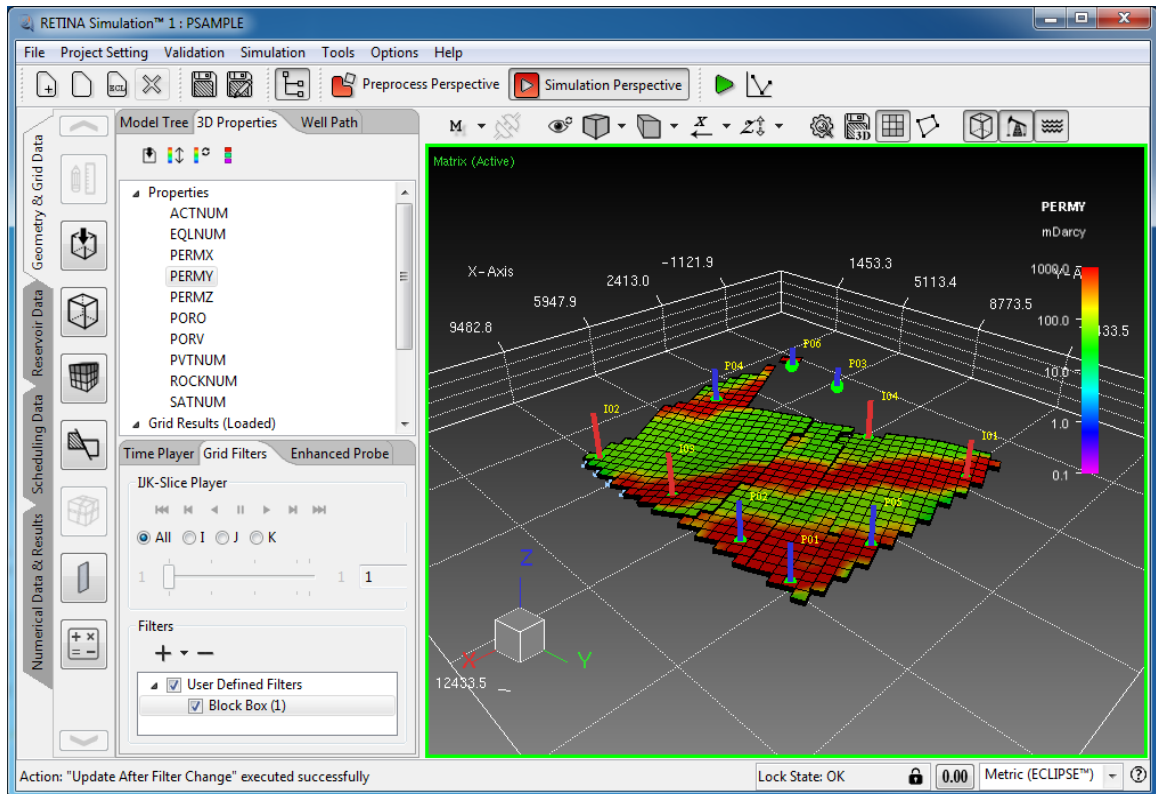 RETINA Simulation™ 1 : PSAMPLE
File Project Setting Validation Simulation Tools Options Help
ECL Preprocess Perspective Simulation Perspective
Geometry & Grid Data
Reservoir Data
Scheduling Data
Numerical Data & Results
Model Tree 3D Properties Well Path
Properties
ACTNUM
EQLNUM
PERMX
PERMY
PERMZ
PORO
PORV
PVTNUM
ROCKNUM
SATNUM
Grid Results (Loaded)
Time Player Grid Filters Enhanced Probe
IJK-Slice Player
All I J K
1 1 1
Filters
User Defined Filters
Block Box (1)
M X Z 3D
Matrix (Active)
PERMY
mDarcy
1000.0
100.0
10.0
1.0
0.1
X-Axis
-1121.9
2413.0
5947.9
9482.8
1453.3
5113.4
8773.5
12433.5
P06
P04
P03
I02
I04
I03
I01
P02
P05
P01
Z
X
Y
Action: "Update After Filter Change" executed successfully
Lock State: OK
0.00
Metric (ECLIPSE™)